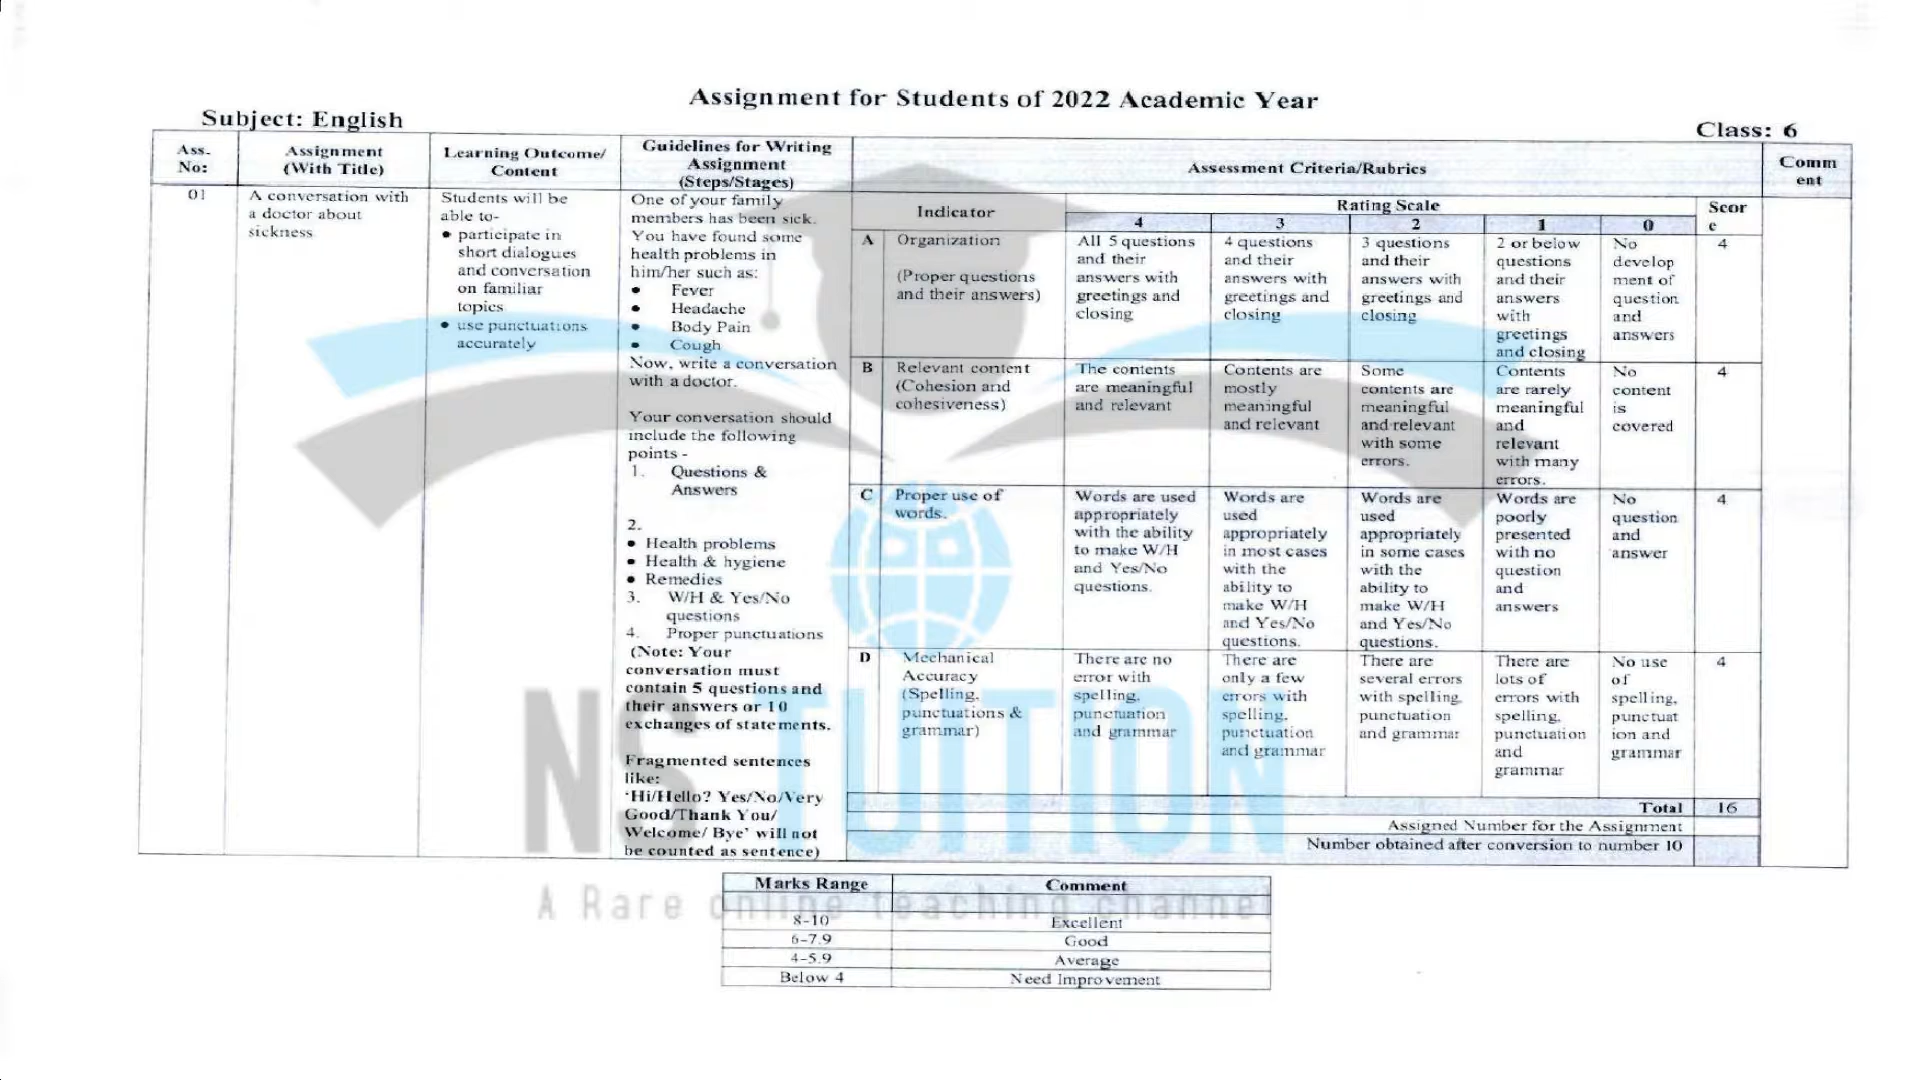 Assignment for Students of 2022 Academic Year
Subject: English
Class: 6
Ass. No:
Assignment (With Title)
Learning Outcome/ Content
Guidelines for Writing Assignment (Steps/Stages)
Assessment Criteria/Rubrics
Comm ent
01
A conversation with
a doctor about
sickness
Students will be
able to-
• participate in
short dialogues
and conversation
on familiar
topics
• use punctuations
accurately
One of your family
members has been sick.
You have found some
health problems in
him/her such as:
• Fever
• Headache
• Body Pain
• Cough
Now, write a conversation
with a doctor.
Your conversation should
include the following
points -
1. Questions &
Answers
2.
• Health problems
• Health & hygiene
• Remedies
3. W/H & Yes/No
questions
4. Proper punctuations
(Note: Your
conversation must
contain 5 questions and
their answers or 10
exchanges of statements.
Fragmented sentences
like:
'Hi/Hello? Yes/No/Very
Good/Thank You/
Welcome/ Bye' will not
be counted as sentence)
Indicator
Rating Scale
Scor e
4 3 2 1 0
A
Organization
(Proper questions
and their answers)
All 5 questions
and their
answers with
greetings and
closing
4 questions
and their
answers with
greetings and
closing
3 questions
and their
answers with
greetings and
closing
2 or below
questions
and their
answers
with
greetings
and closing
No
develop
ment of
question
and
answers
4
B
Relevant content
(Cohesion and
cohesiveness)
The contents
are meaningful
and relevant
Contents are
mostly
meaningful
and relevant
Some
contents are
meaningful
and relevant
with some
errors.
Contents
are rarely
meaningful
and
relevant
with many
errors.
No
content
is
covered
4
C
Proper use of
words.
Words are used
appropriately
with the ability
to make W/H
and Yes/No
questions.
Words are
used
appropriately
in most cases
with the
ability to
make W/H
and Yes/No
questions.
Words are
used
appropriately
in some cases
with the
ability to
make W/H
and Yes/No
questions.
Words are
poorly
presented
with no
question
and
answers
No
question
and
answer
4
D
Mechanical
Accuracy
(Spelling,
punctuations &
grammar)
There are no
error with
spelling,
punctuation
and grammar
There are
only a few
errors with
spelling,
punctuation
and grammar
There are
several errors
with spelling,
punctuation
and grammar
There are
lots of
errors with
spelling,
punctuation
and
grammar
No use
of
spelling,
punctuat
ion and
grammar
4
Total 16
Assigned Number for the Assignment
Number obtained after conversion to number 10
NS TUITION
A Rare online teaching channel
Marks Range Comment
8-10 Excellent
6-7.9 Good
4-5.9 Average
Below 4 Need Improvement